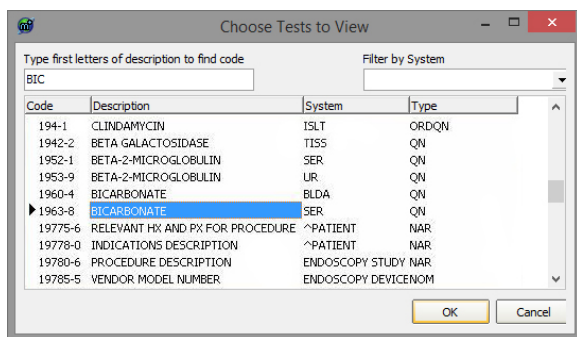 Choose Tests to View
Type first letters of description to find code Filter by System
BIC
Code Description System Type
194-1 CLINDAMYCIN ISLT ORDQN
1942-2 BETA GALACTOSIDASE TISS QN
1952-1 BETA-2-MICROGLOBULIN SER QN
1953-9 BETA-2-MICROGLOBULIN UR QN
1960-4 BICARBONATE BLDA QN
1963-8 BICARBONATE SER QN
19775-6 RELEVANT HX AND PX FOR PROCEDURE ^PATIENT NAR
19778-0 INDICATIONS DESCRIPTION ^PATIENT NAR
19780-6 PROCEDURE DESCRIPTION ENDOSCOPY STUDY NAR
19785-5 VENDOR MODEL NUMBER ENDOSCOPY DEVICENOM
OK Cancel